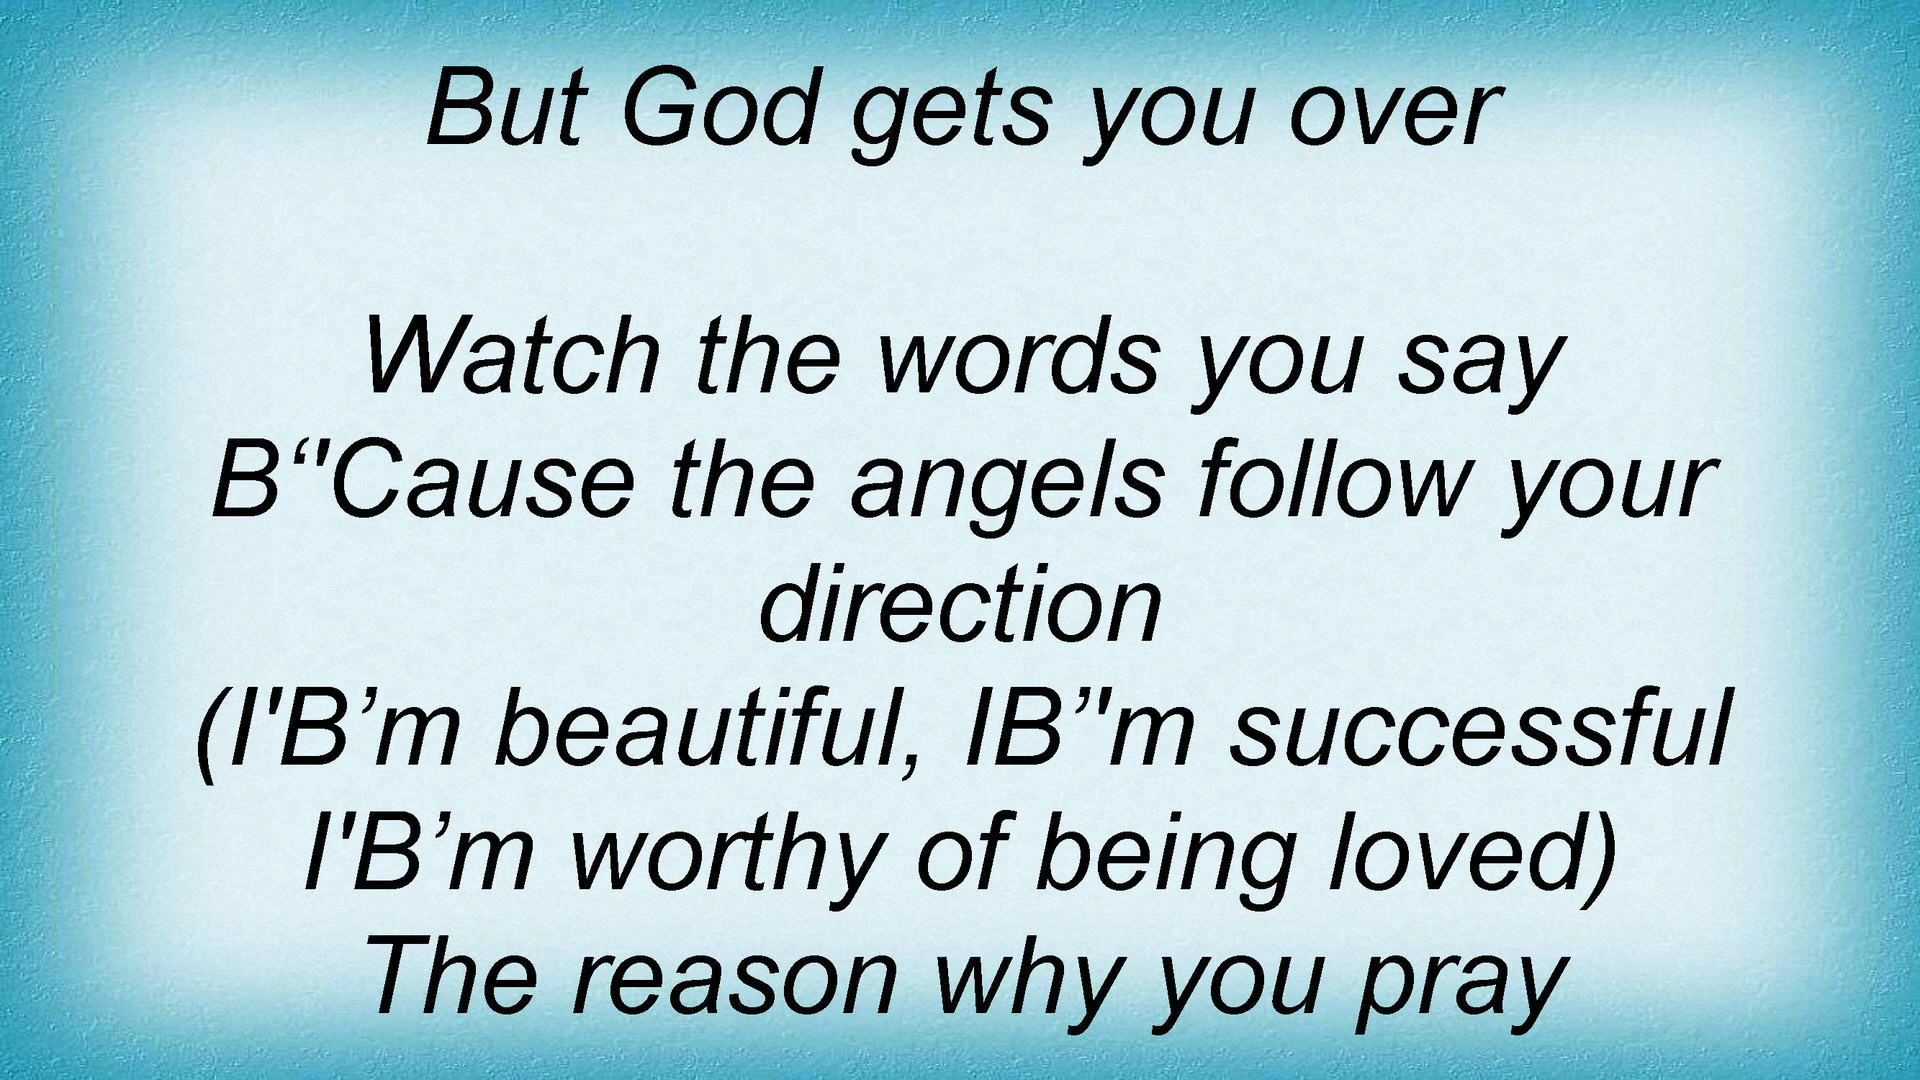 But God gets you over
Watch the words you say
B‘'Cause the angels follow your
direction
(I'B’m beautiful, IB’'m successful
I'B’m worthy of being loved)
The reason why you pray